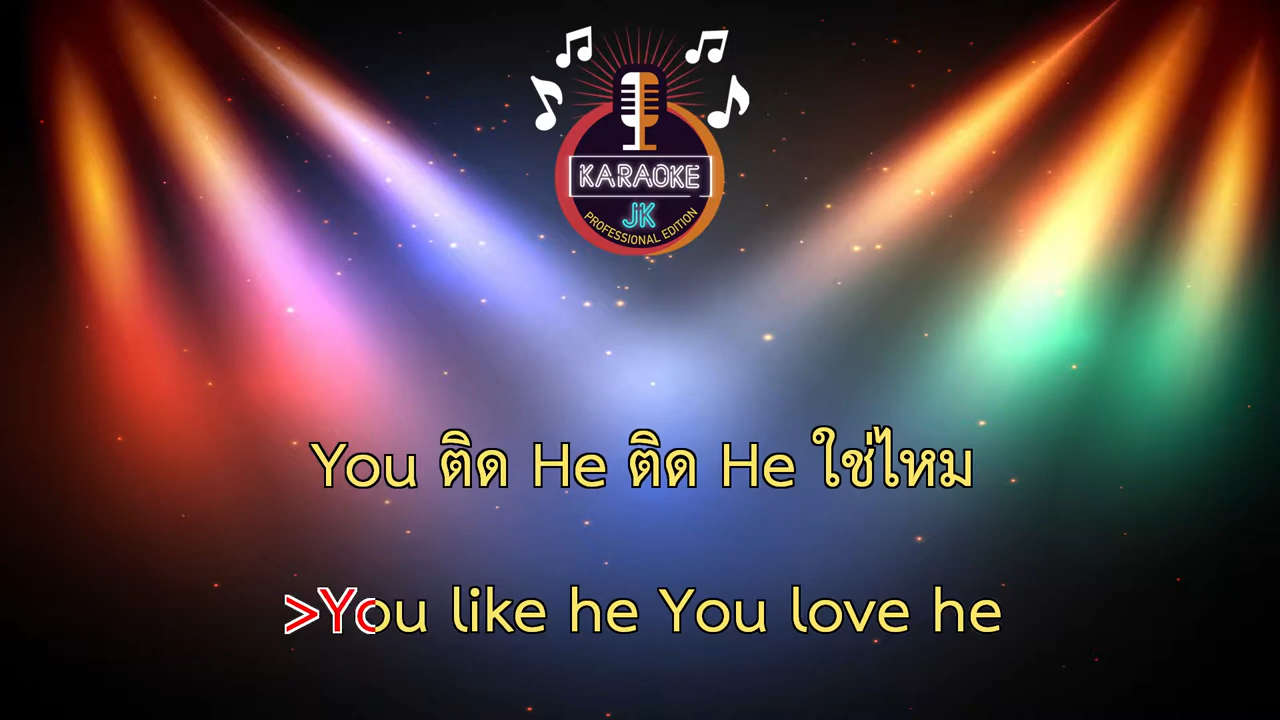 KARAOKE
JK
PROFESSIONAL EDITION
You ติด He ติด He ใช่ไหม
>You like he You love he